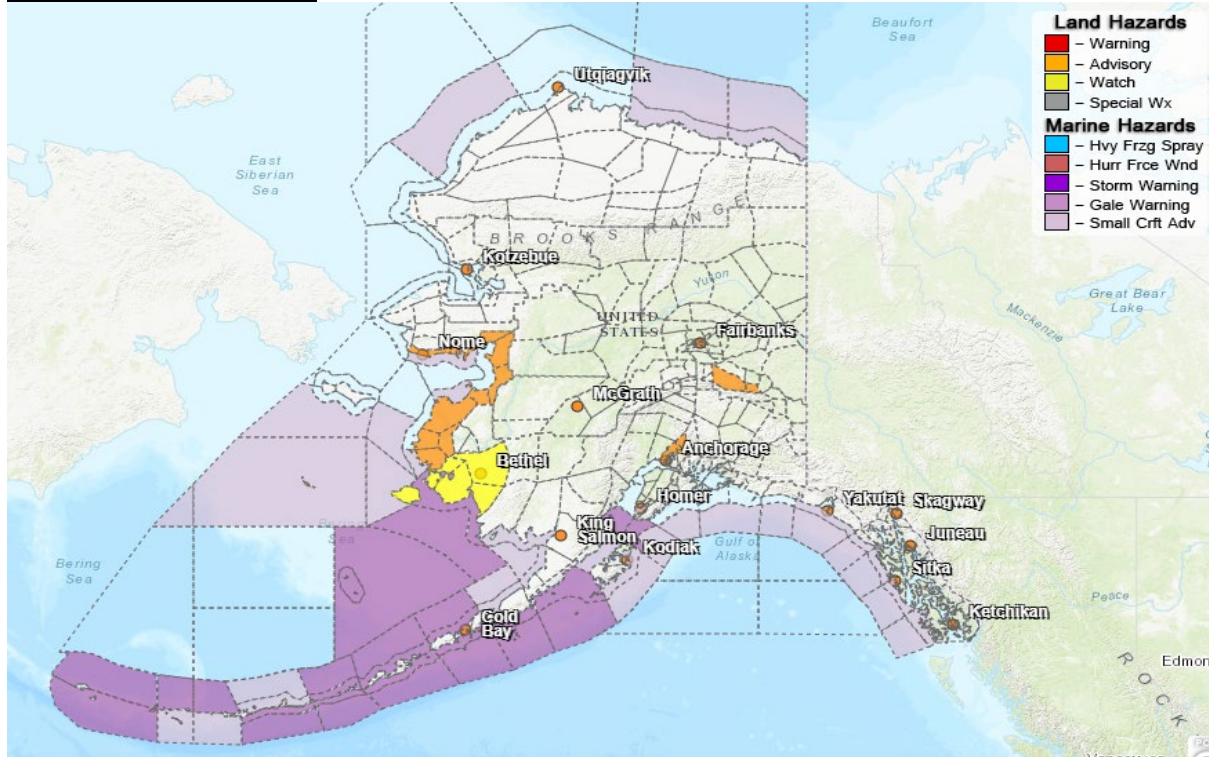 Beaufort
Sea
Land Hazards
– Warning
– Advisory
– Watch
– Special Wx
Marine Hazards
– Hvy Frzg Spray
– Hurr Frce Wnd
– Storm Warning
– Gale Warning
– Small Crft Adv
Utqiagvik
East
Siberian
Sea
BROOKS RANGE
Kotzebue
Yukon
Great Bear
Lake
Mackenzie
UNITED
STATES
Fairbanks
Nome
McGrath
Anchorage
Bethel
Homer
Yakutat
Skagway
King
Salmon
Kodiak
Gulf of
Alaska
Juneau
Sitka
Sea
Bering
Sea
Peace
Cold
Bay
Ketchikan
Edmon
ROCK